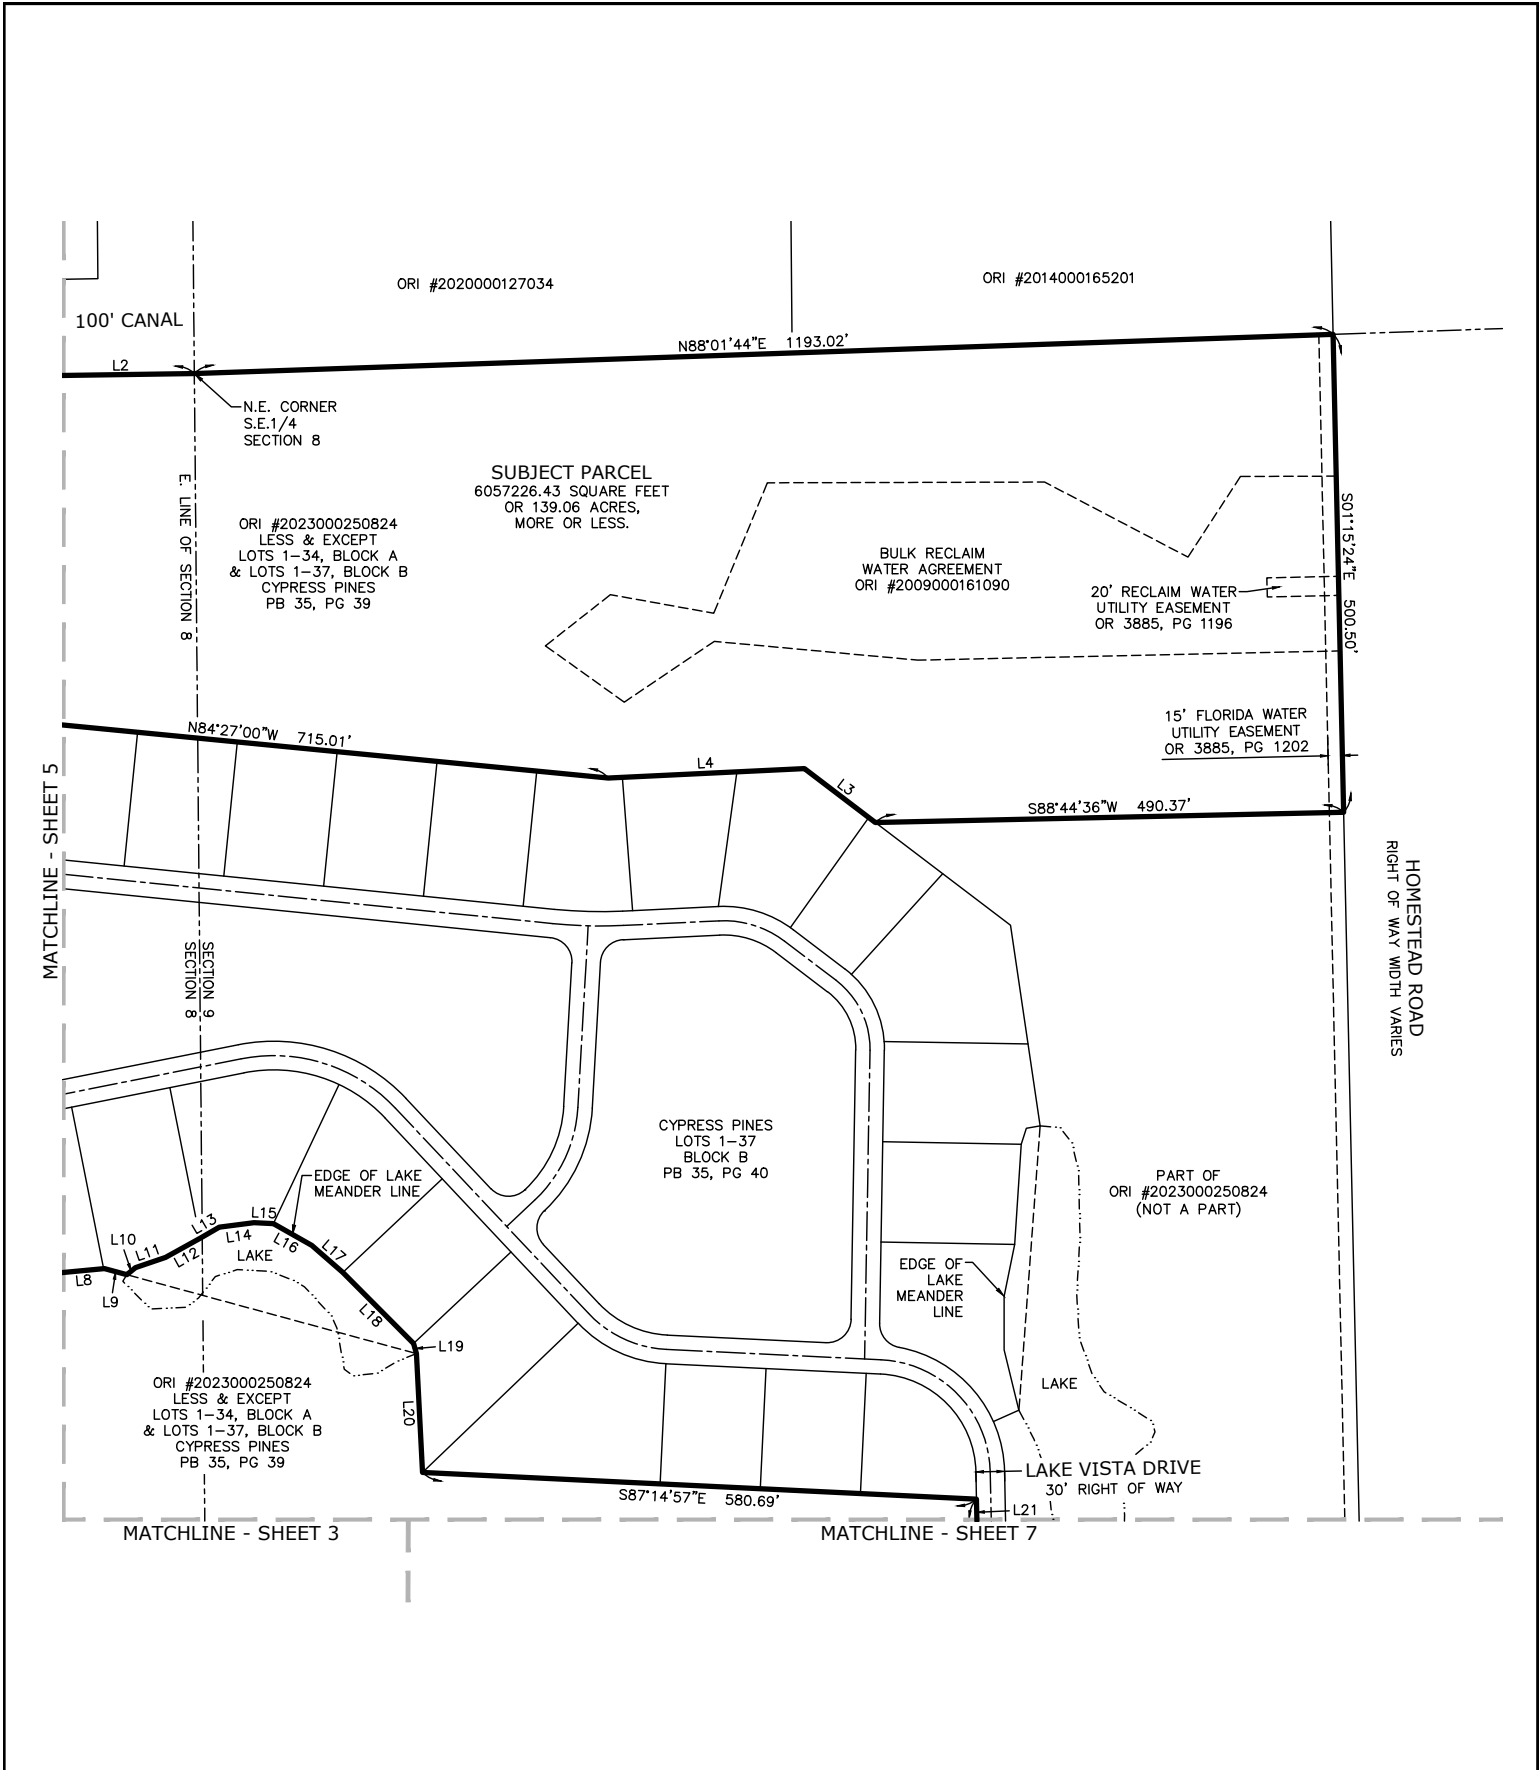 ORI #2020000127034
ORI #2014000165201
100' CANAL
N88°01'44"E 1193.02'
L2
N.E. CORNER
S.E.1/4
SECTION 8
SUBJECT PARCEL
6057226.43 SQUARE FEET
OR 139.06 ACRES,
MORE OR LESS.
E. LINE OF SECTION 8
ORI #2023000250824
LESS & EXCEPT
LOTS 1-34, BLOCK A
& LOTS 1-37, BLOCK B
CYPRESS PINES
PB 35, PG 39
BULK RECLAIM
WATER AGREEMENT
ORI #2009000161090
S01°15'24"E 500.50'
20' RECLAIM WATER
UTILITY EASEMENT
OR 3885, PG 1196
15' FLORIDA WATER
UTILITY EASEMENT
OR 3885, PG 1202
N84°27'00"W 715.01'
L4
L3
S88°44'36"W 490.37'
MATCHLINE - SHEET 5
HOMESTEAD ROAD
RIGHT OF WAY WIDTH VARIES
SECTION 9
SECTION 8
CYPRESS PINES
LOTS 1-37
BLOCK B
PB 35, PG 40
EDGE OF LAKE
MEANDER LINE
PART OF
ORI #2023000250824
(NOT A PART)
L8
L9
L10
L11
L12
L13
L14
L15
L16
L17
L18
L19
L20
LAKE
EDGE OF
LAKE
MEANDER
LINE
LAKE
ORI #2023000250824
LESS & EXCEPT
LOTS 1-34, BLOCK A
& LOTS 1-37, BLOCK B
CYPRESS PINES
PB 35, PG 39
S87°14'57"E 580.69'
LAKE VISTA DRIVE
30' RIGHT OF WAY
L21
MATCHLINE - SHEET 3
MATCHLINE - SHEET 7